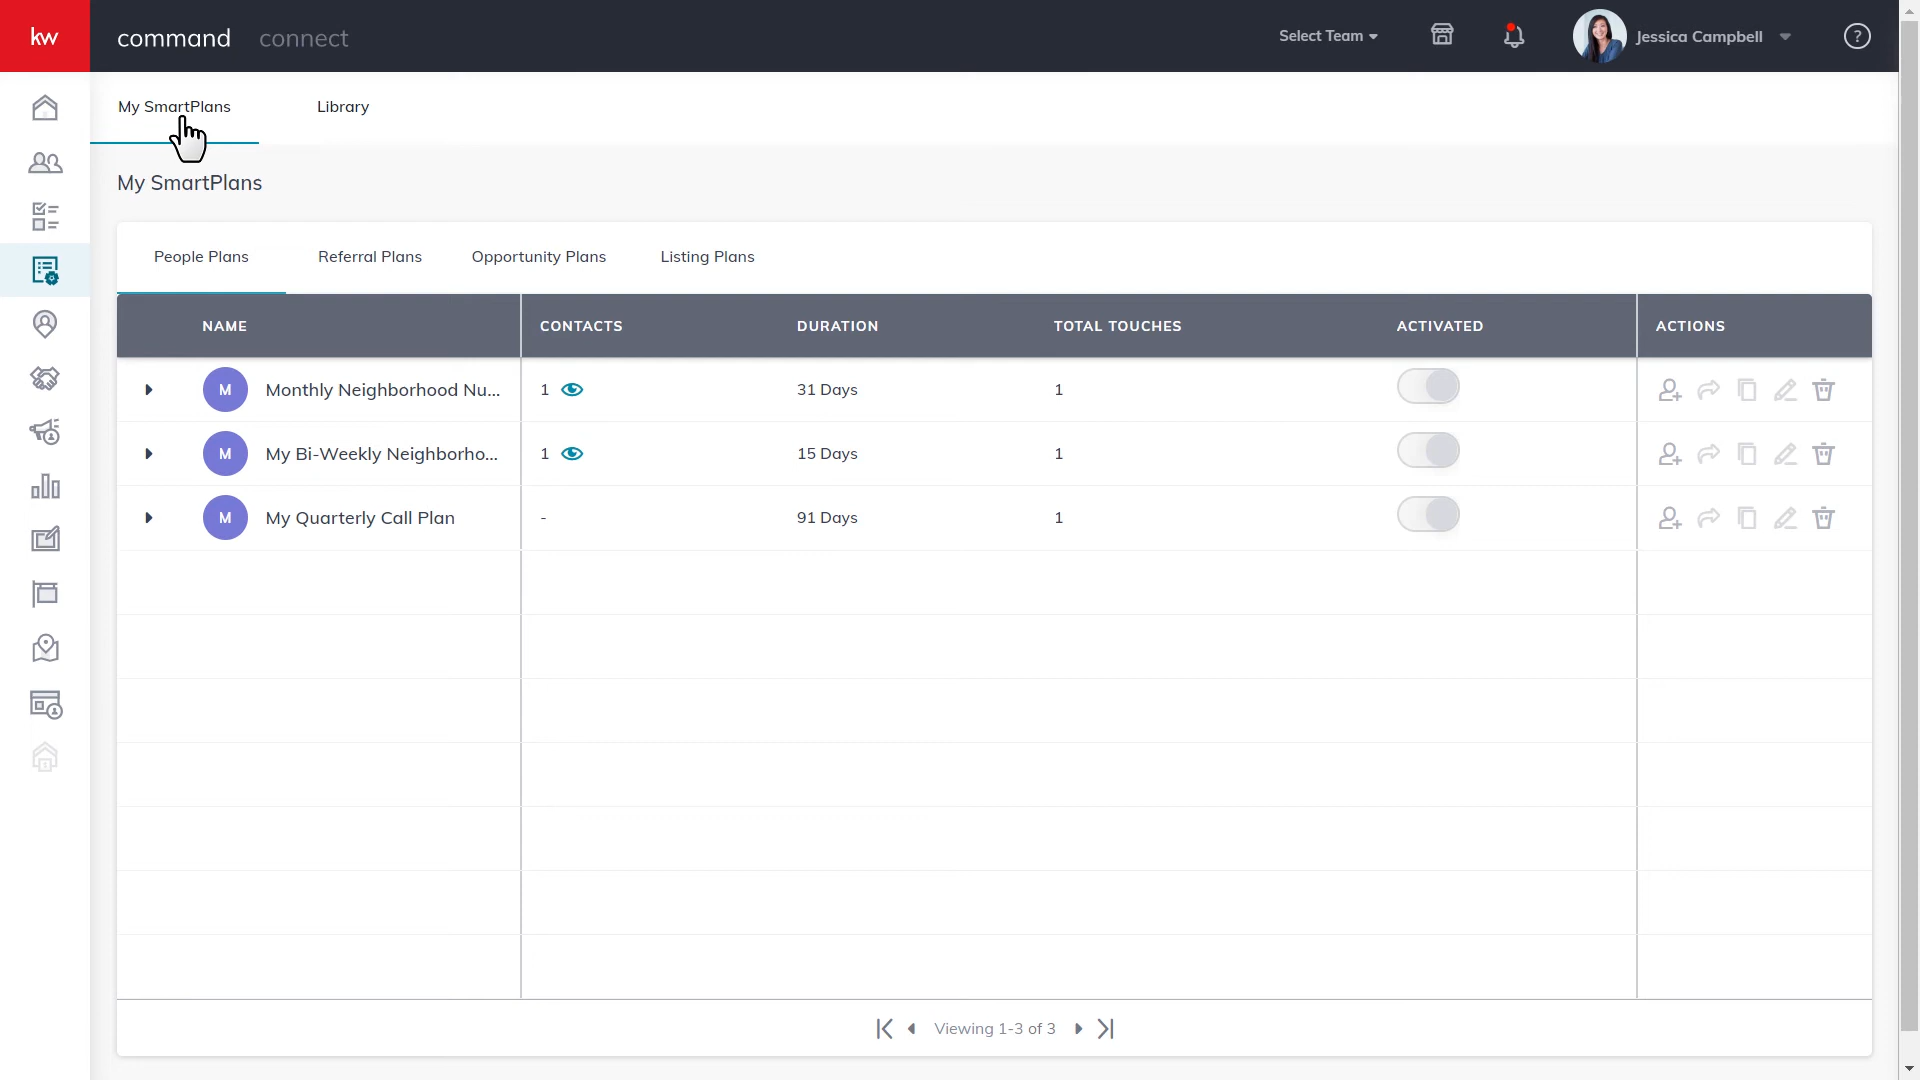 kw command connect Select Team Jessica Campbell ?
My SmartPlans Library
My SmartPlans
People Plans Referral Plans Opportunity Plans Listing Plans
NAME CONTACTS DURATION TOTAL TOUCHES ACTIVATED ACTIONS
M Monthly Neighborhood Nu... 1 31 Days 1
M My Bi-Weekly Neighborho... 1 15 Days 1
M My Quarterly Call Plan - 91 Days 1
Viewing 1-3 of 3